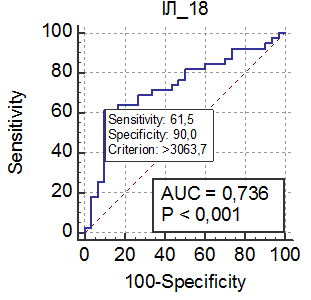 ІЛ_18
100
80
60
40
20
0
Sensitivity
Sensitivity: 61,5
Specificity: 90,0
Criterion: >3063,7
AUC = 0,736
P < 0,001
0 20 40 60 80 100
100-Specificity